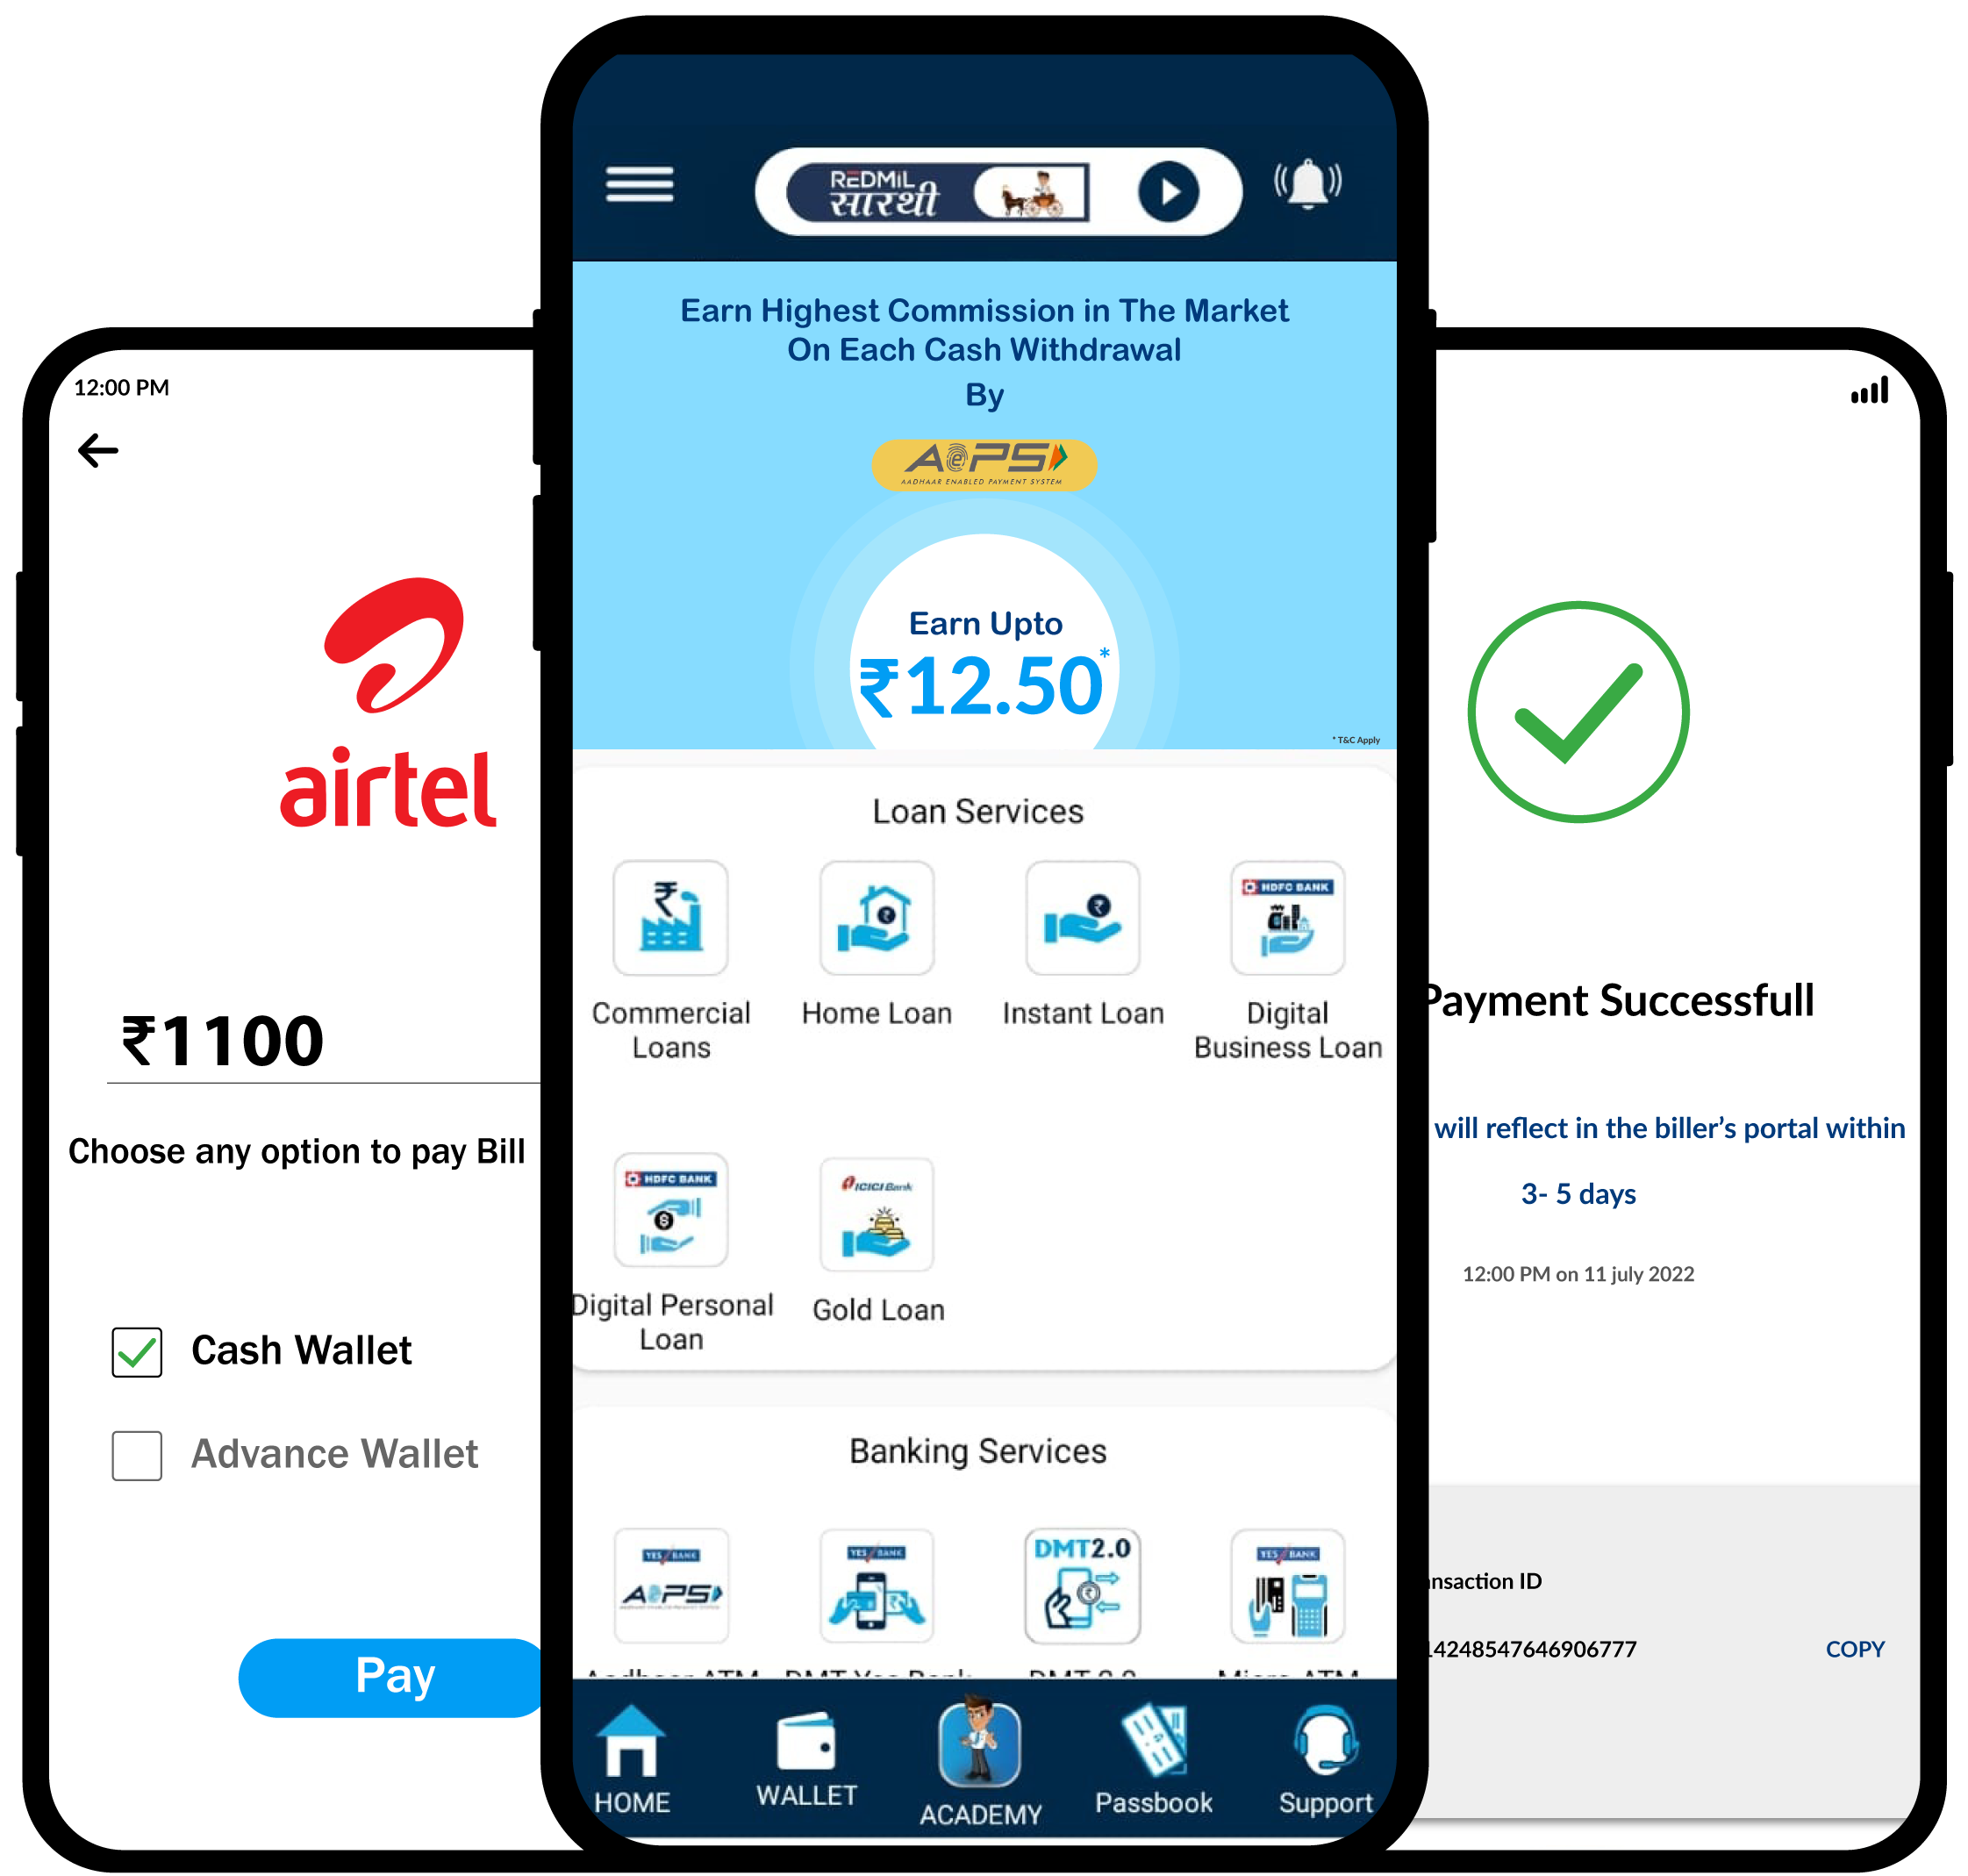 12:00 PM
airtel
₹1100
Choose any option to pay Bill
Cash Wallet
Advance Wallet
Pay
REDMIL
सारथी
Earn Highest Commission in The Market
On Each Cash Withdrawal
By
AePS
AADHAAR ENABLED PAYMENT SYSTEM
Earn Upto
₹12.50*
* T&C Apply
Loan Services
HDFC BANK
Commercial Home Loan Instant Loan Digital
Loans Business Loan
HDFC BANK ICICI Bank
Digital Personal Gold Loan
Loan
Banking Services
YES BANK YES BANK DMT2.0 YES BANK
AePS
HOME WALLET ACADEMY Passbook Support
Payment Successfull
will reflect in the biller's portal within
3- 5 days
12:00 PM on 11 july 2022
nsaction ID
14248547646906777 COPY